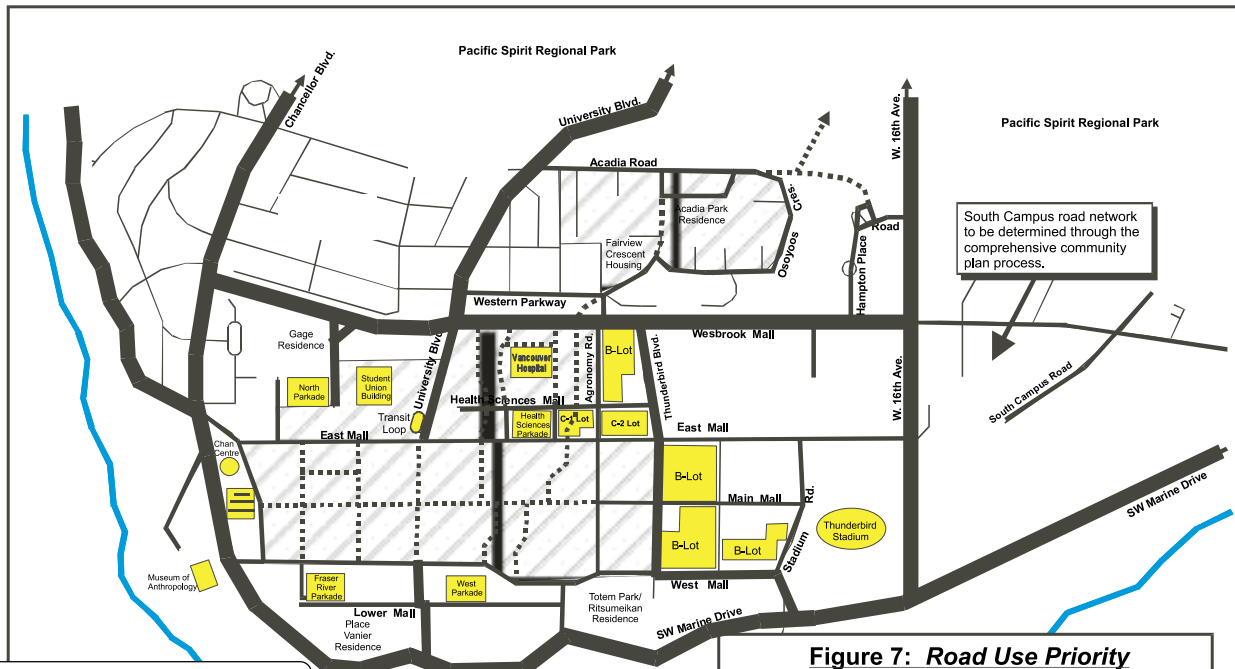 Pacific Spirit Regional Park
Chancellor Blvd.
University Blvd.
W. 16th Ave.
Pacific Spirit Regional Park
Acadia Road
Cres.
Acadia Park
Residence
Road
South Campus road network
to be determined through the
comprehensive community
plan process.
Fairview
Crescent
Housing
Osoyoos
Hampton Place
Western Parkway
Gage
Residence
University Blvd
Vancouver
Hospital
Agronomy Rd.
B-Lot
Thunderbird Blvd.
Wesbrook Mall
W. 16th Ave.
South Campus Road
North
Parkade
Student
Union
Building
Health Sciences Mall
Transit
Loop
Health
Sciences
Parkade
C-1 Lot
C-2 Lot
East Mall
East Mall
Chan
Centre
B-Lot
Main Mall
Rd.
Thunderbird
Stadium
SW Marine Drive
B-Lot
B-Lot
Stadium
Museum of
Anthropology
Fraser
River
Parkade
West
Parkade
West Mall
Lower Mall
Totem Park/
Ritsumeikan
Residence
Place
Vanier
Residence
SW Marine Drive
Figure 7: Road Use Priority